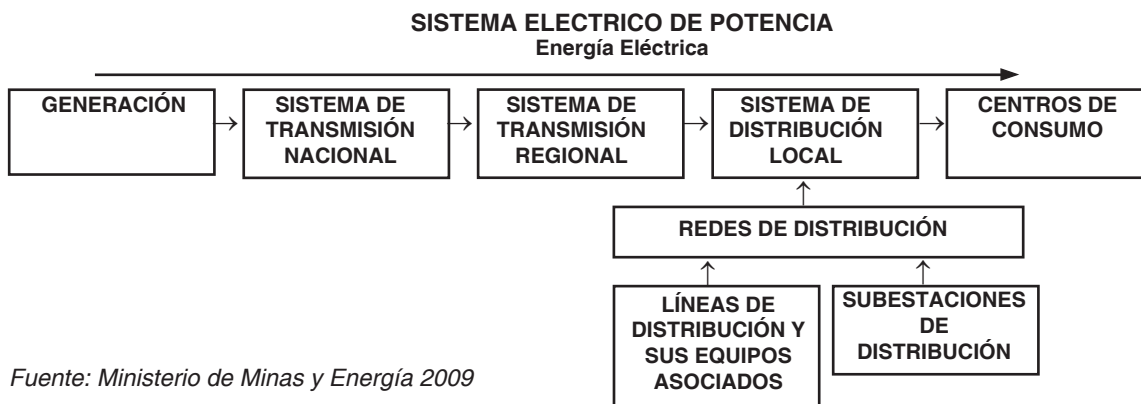 SISTEMA ELECTRICO DE POTENCIA
Energía Eléctrica
GENERACIÓN
SISTEMA DE
TRANSMISIÓN
NACIONAL
SISTEMA DE
TRANSMISIÓN
REGIONAL
SISTEMA DE
DISTRIBUCIÓN
LOCAL
CENTROS DE
CONSUMO
REDES DE DISTRIBUCIÓN
LÍNEAS DE
DISTRIBUCIÓN Y
SUS EQUIPOS
ASOCIADOS
SUBESTACIONES
DE
DISTRIBUCIÓN
Fuente: Ministerio de Minas y Energía 2009